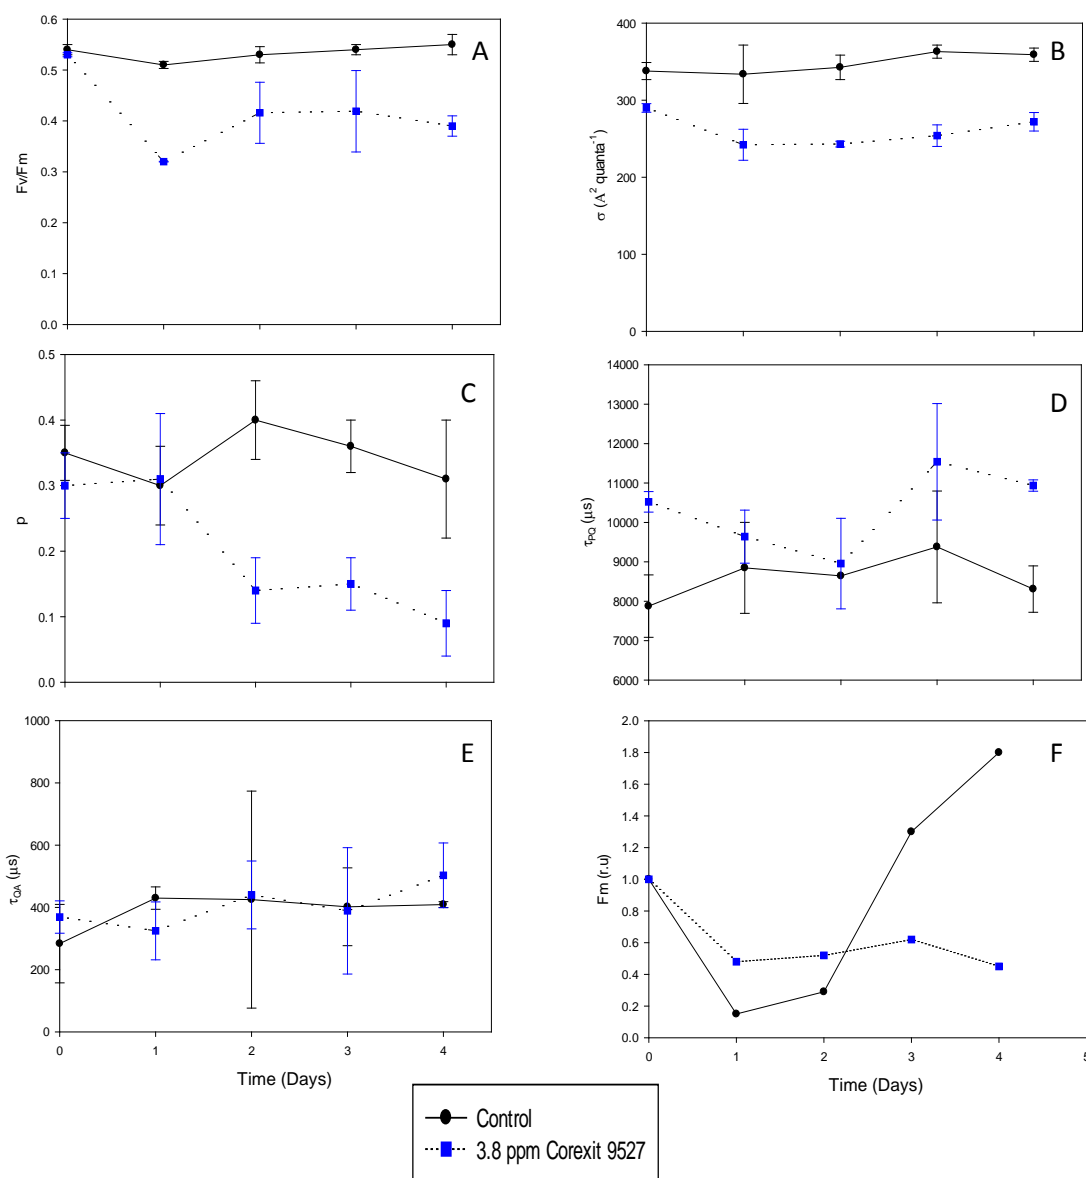 A
Fv/Fm
0.6
0.5
0.4
0.3
0.2
0.1
0.0
B
σ (A² quanta⁻¹)
400
300
200
100
0
C
p
0.5
0.4
0.3
0.2
0.1
0.0
D
τPQ (µs)
14000
13000
12000
11000
10000
9000
8000
7000
6000
E
τQA (µs)
1000
800
600
400
200
0
0 1 2 3 4
Time (Days)
F
Fm (r.u)
2.0
1.8
1.6
1.4
1.2
1.0
0.8
0.6
0.4
0.2
0.0
0 1 2 3 4 5
Time (Days)
Control
3.8 ppm Corexit 9527